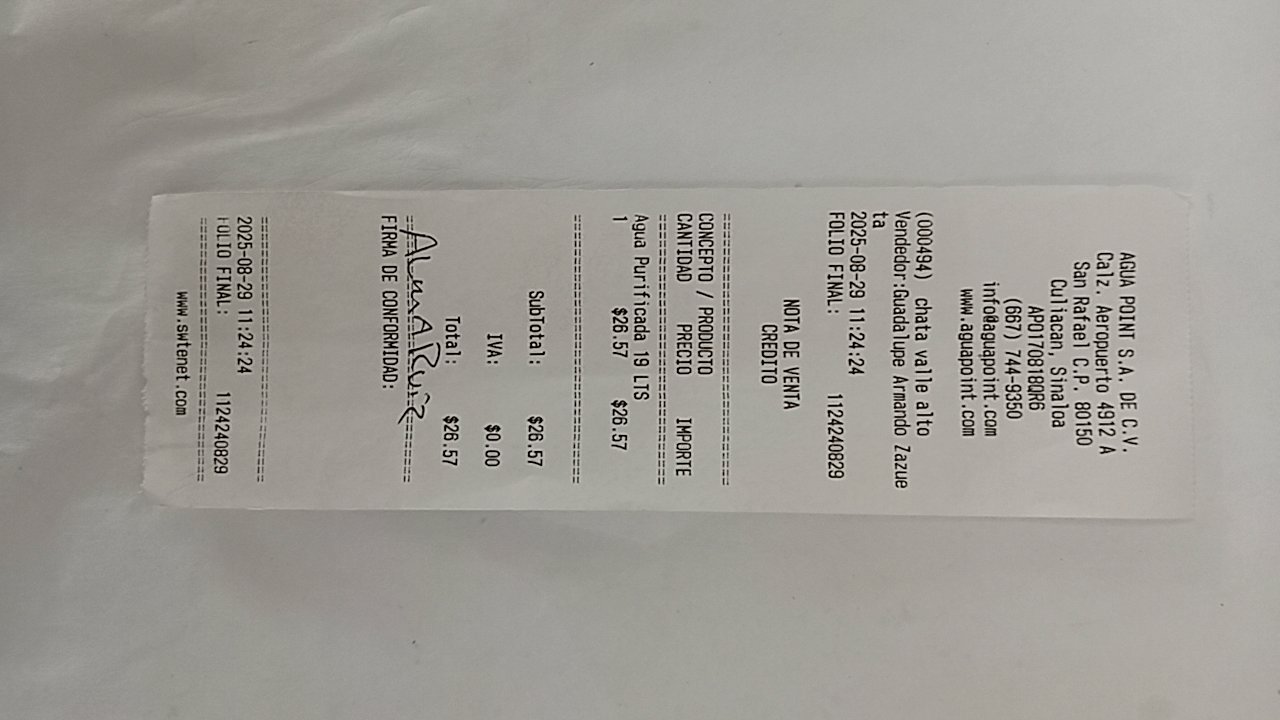 AGUA POINT S.A. DE C.V.
Calz. Aeropuerto 4912 A
San Rafael C.P. 80150
Culiacan, Sinaloa
APO170818QR6
(667) 744-9350
info@aguapoint.com
www.aguapoint.com
(000494) chata valle alto
Vendedor:Guadalupe Armando Zazue
ta
2025-08-29 11:24:24
FOLIO FINAL: 1124240829
NOTA DE VENTA
CREDITO
================================
CONCEPTO / PRODUCTO
CANTIDAD PRECIO IMPORTE
================================
Agua Purificada 19 LTS
1 $26.57 $26.57
================================
SubTotal: $26.57
IVA: $0.00
Total: $26.57
Alan A Ruiz
================================
FIRMA DE CONFORMIDAD:
================================
2025-08-29 11:24:24
FOLIO FINAL: 1124240829
================================
www.swtenet.com